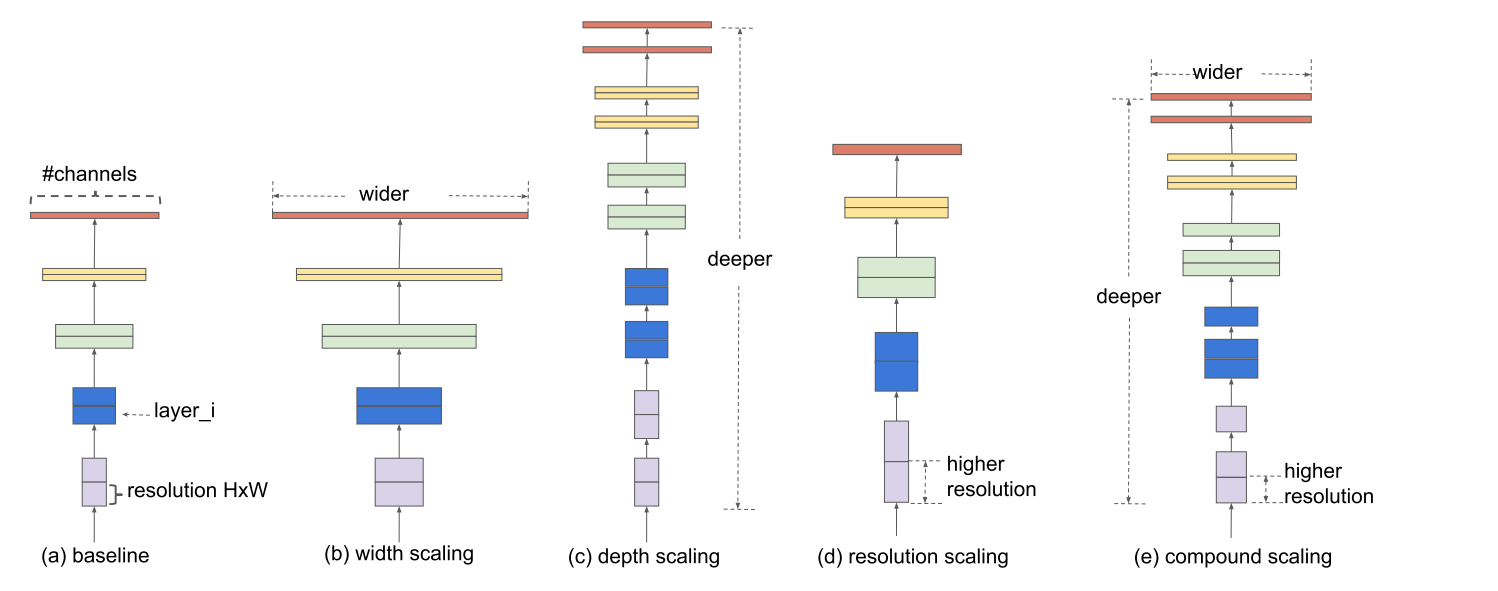 #channels
layer_i
resolution HxW
(a) baseline
wider
(b) width scaling
deeper
(c) depth scaling
higher
resolution
(d) resolution scaling
wider
deeper
higher
resolution
(e) compound scaling